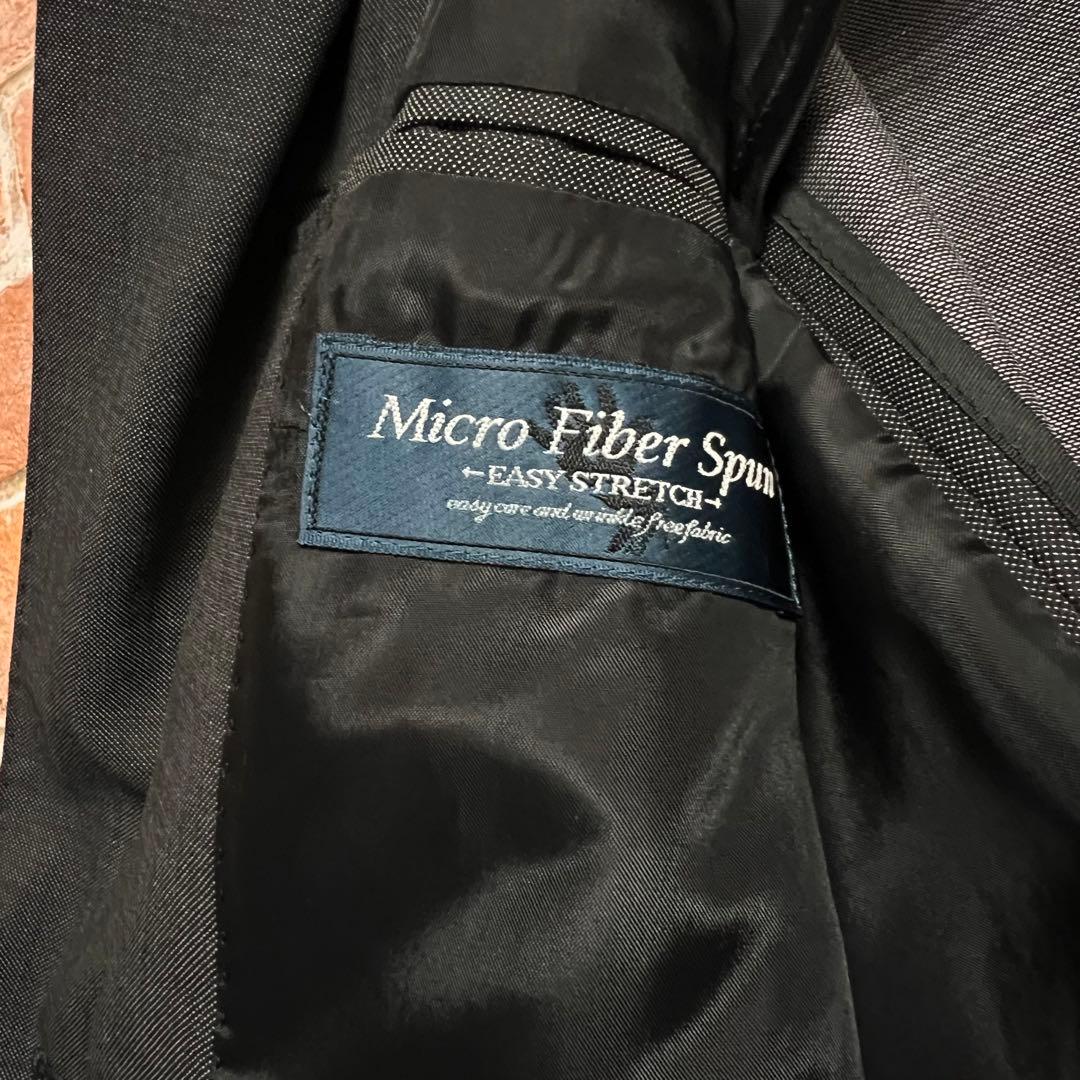 Micro Fiber Spun
EASY STRETCH
easy care and wrinkle free fabric